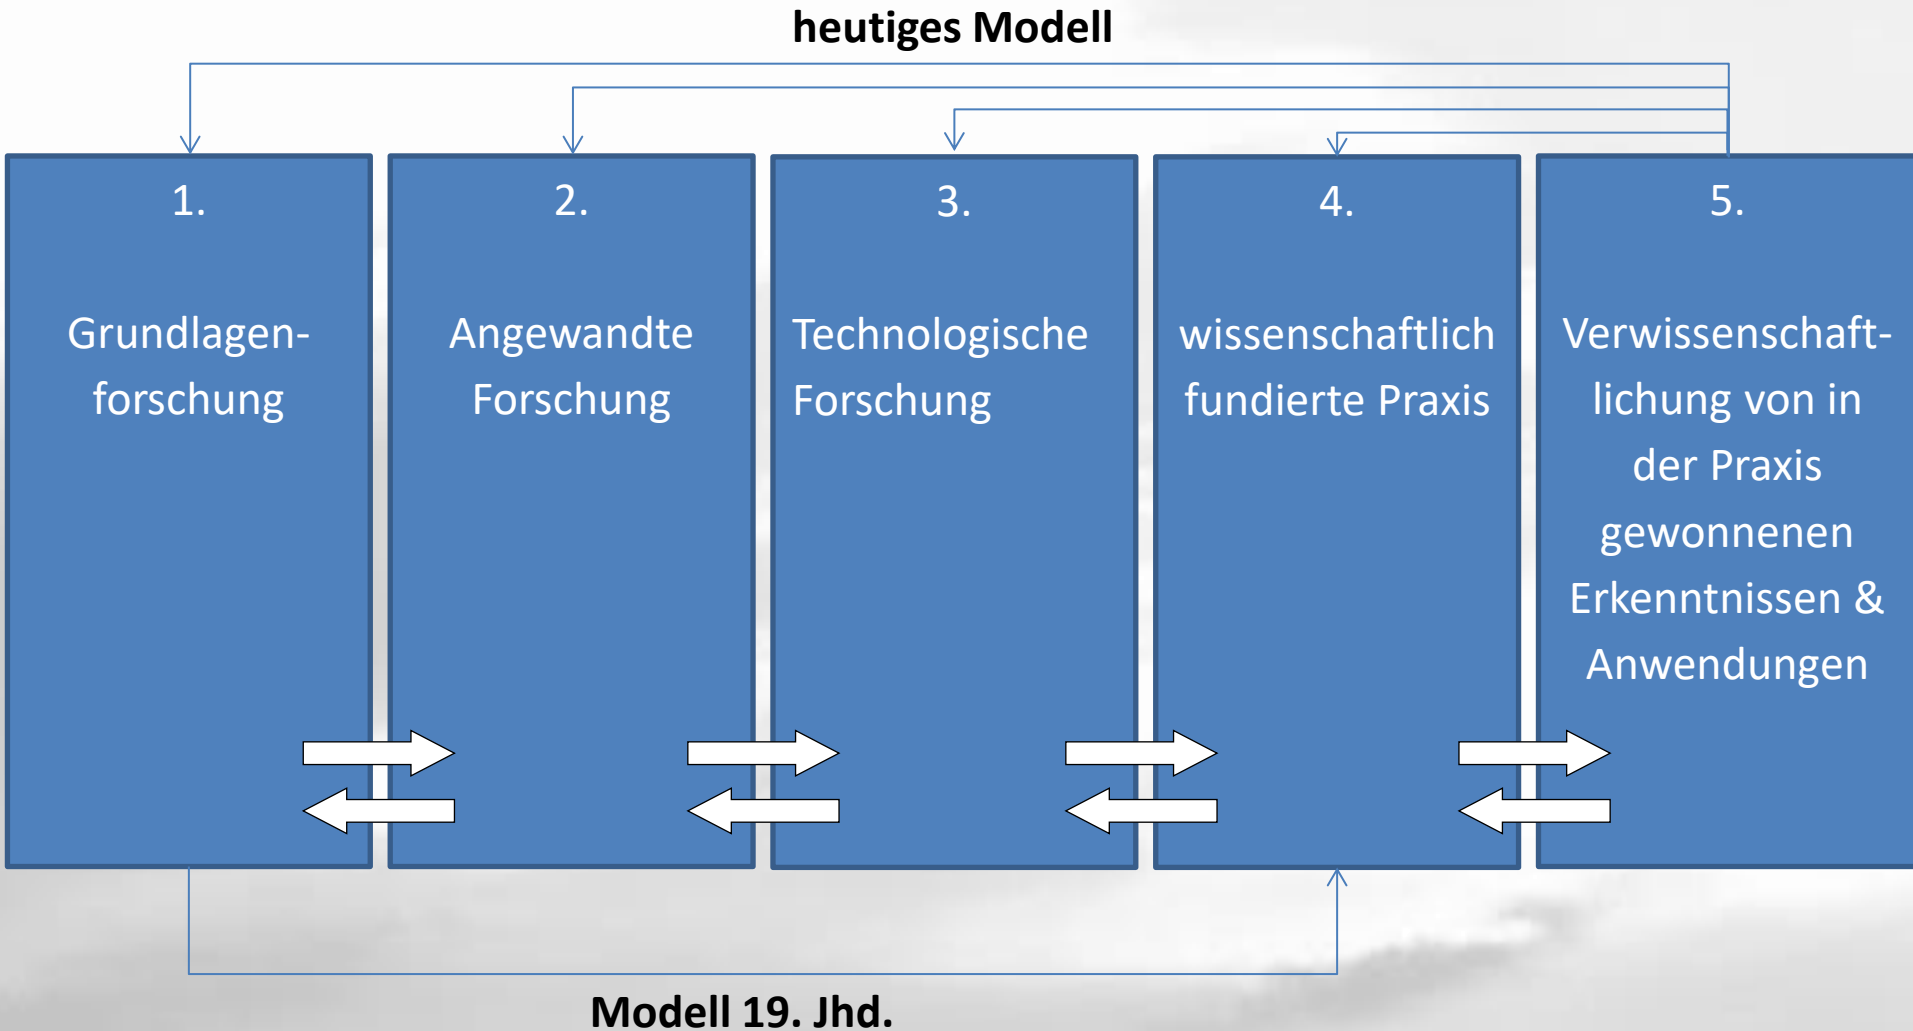 heutiges Modell
1.
Grundlagen-
forschung
2.
Angewandte
Forschung
3.
Technologische
Forschung
4.
wissenschaftlich
fundierte Praxis
5.
Verwissenschaft-
lichung von in
der Praxis
gewonnenen
Erkenntnissen &
Anwendungen
Modell 19. Jhd.